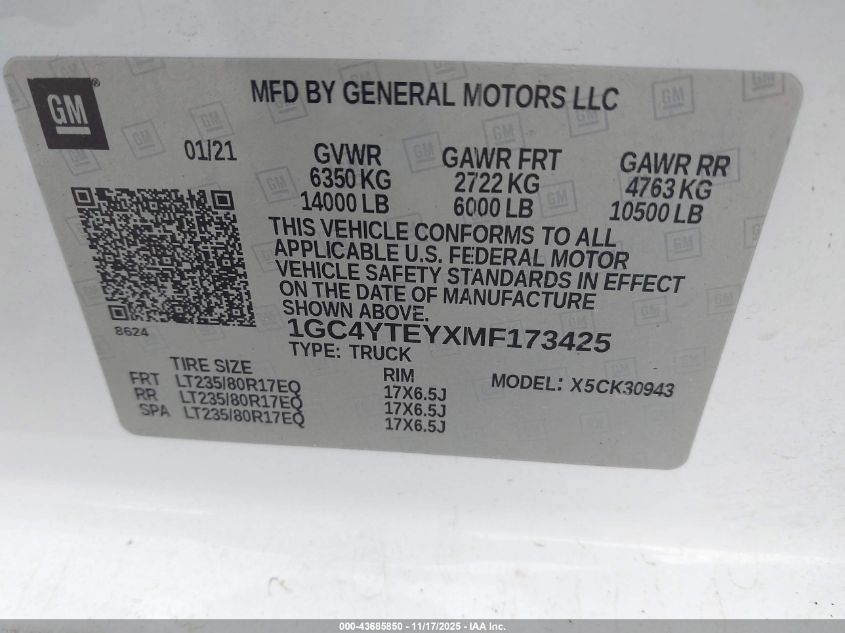 GM ®
MFD BY GENERAL MOTORS LLC
01/21
GVWR GAWR FRT GAWR RR
6350 KG 2722 KG 4763 KG
14000 LB 6000 LB 10500 LB
THIS VEHICLE CONFORMS TO ALL
APPLICABLE U.S. FEDERAL MOTOR
VEHICLE SAFETY STANDARDS IN EFFECT
ON THE DATE OF MANUFACTURE
SHOWN ABOVE.
8624
1GC4YTEYXMF173425
TYPE: TRUCK
TIRE SIZE RIM MODEL: X5CK30943
FRT LT235/80R17EQ 17X6.5J
RR LT235/80R17EQ 17X6.5J
SPA LT235/80R17EQ 17X6.5J
000-43685850 - 11/17/2025 - IAA Inc.